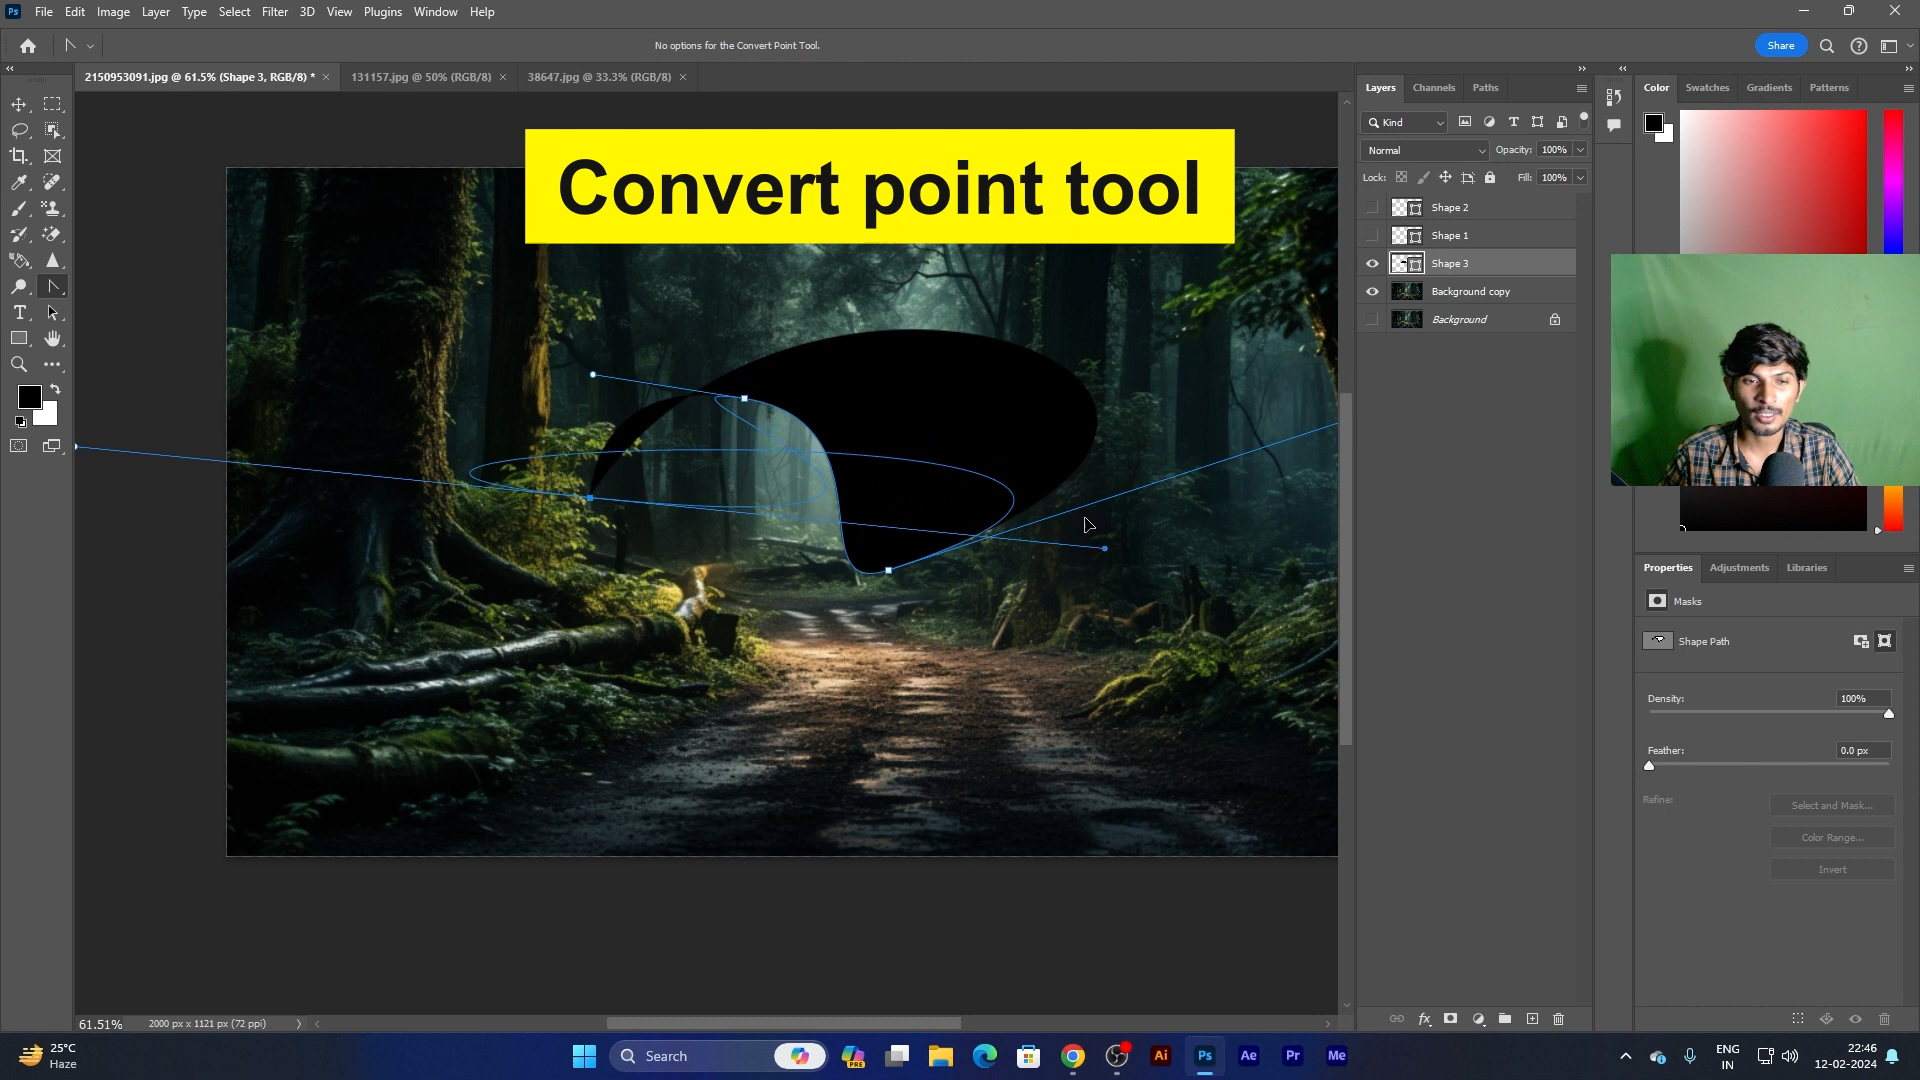 Ps File Edit Image Layer Type Select Filter 3D View Plugins Window Help
No options for the Convert Point Tool.
Share
2150953091.jpg @ 61.5% (Shape 3, RGB/8) * × 131157.jpg @ 50% (RGB/8) × 38647.jpg @ 33.3% (RGB/8) ×
Convert point tool
Layers Channels Paths
Kind
Normal Opacity: 100%
Lock: Fill: 100%
Shape 2
Shape 1
Shape 3
Background copy
Background
fx
Color Swatches Gradients Patterns
Properties Adjustments Libraries
Masks
Shape Path
Density: 100%
Feather: 0.0 px
Refine: Select and Mask...
Color Range...
Invert
61.51% 2000 px x 1121 px (72 ppi)
25°C
Haze
Search
PRE
Ai Ps Ae Pr Me
ENG
IN
22:46
12-02-2024